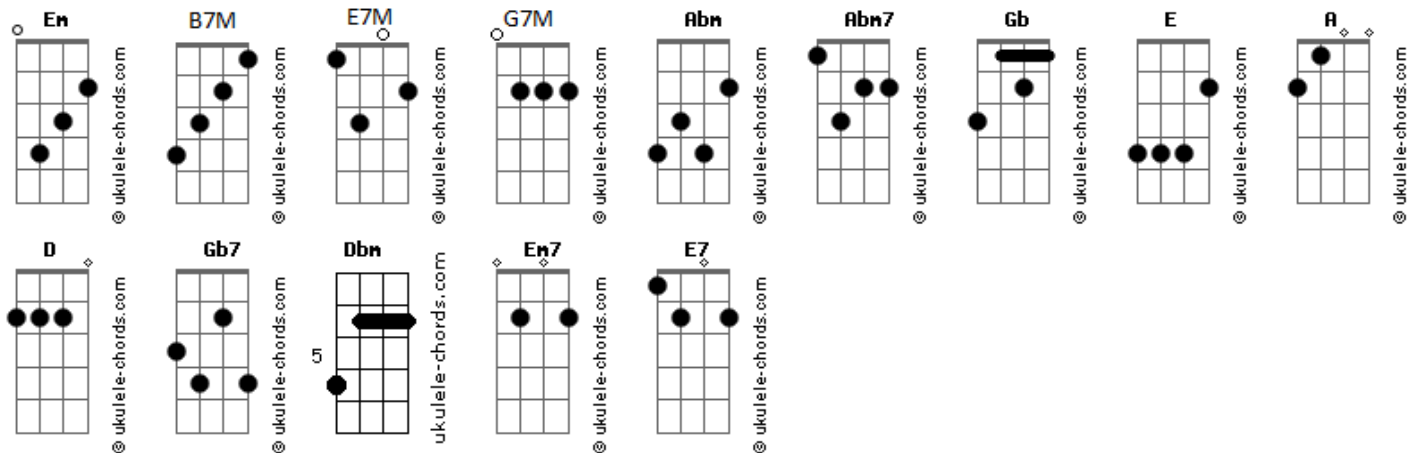 Em B7M E7M G7M Abm Abm7 Gb E A
© ukulele-chords.com © ukulele-chords.com © ukulele-chords.com © ukulele-chords.com © ukulele-chords.com © ukulele-chords.com © ukulele-chords.com © ukulele-chords.com © ukulele-chords.com
D Gb7 Dbm Em7 E7
5
© ukulele-chords.com © ukulele-chords.com ukulele-chords.com © ukulele-chords.com © ukulele-chords.com